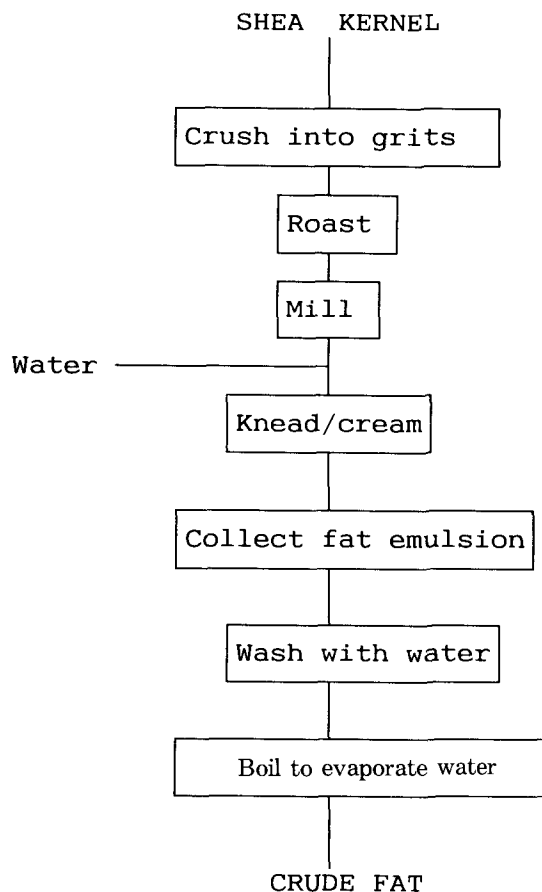 SHEA KERNEL
Crush into grits
Roast
Mill
Water
Knead/cream
Collect fat emulsion
Wash with water
Boil to evaporate water
CRUDE FAT